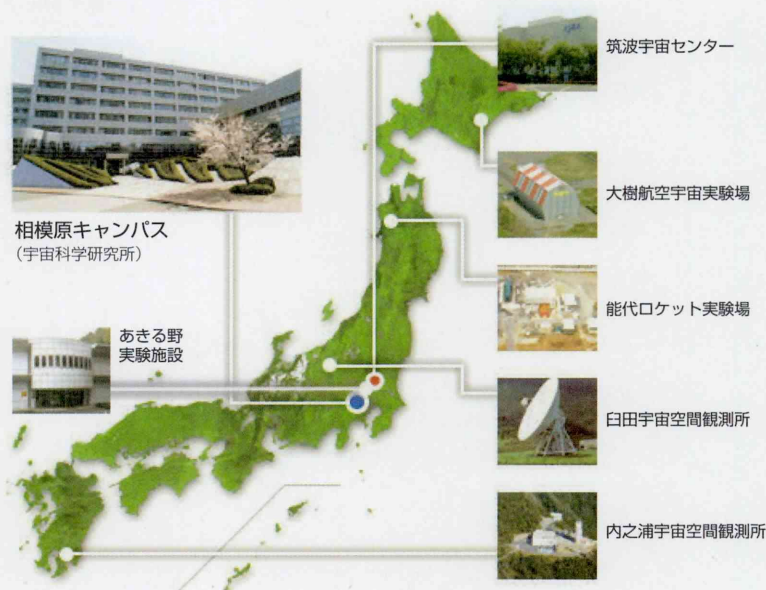 筑波宇宙センター
大樹航空宇宙実験場
相模原キャンパス
(宇宙科学研究所)
能代ロケット実験場
あきる野
実験施設
臼田宇宙空間観測所
内之浦宇宙空間観測所